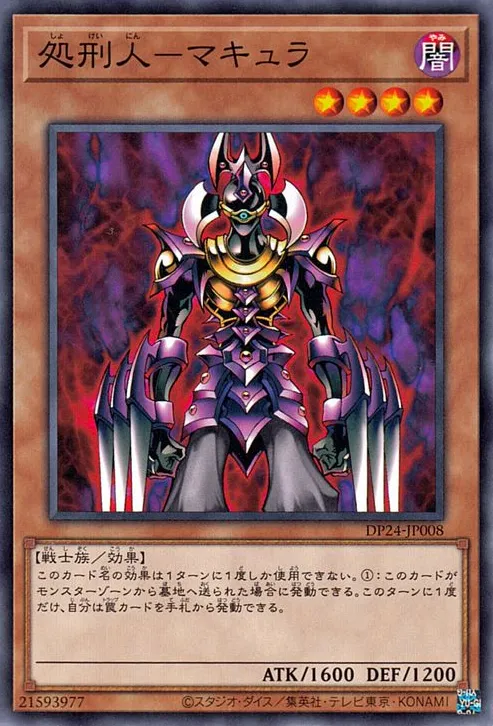 処刑人－マキュラ
闇
DP24-JP008
【戦士族／効果】
このカード名の効果は１ターンに１度しか使用できない。①：このカードが
モンスターゾーンから墓地へ送られた場合に発動できる。このターンに１度
だけ、自分は罠カードを手札から発動できる。
ATK/1600 DEF/1200
21593977
©スタジオ・ダイス／集英社・テレビ東京・KONAMI